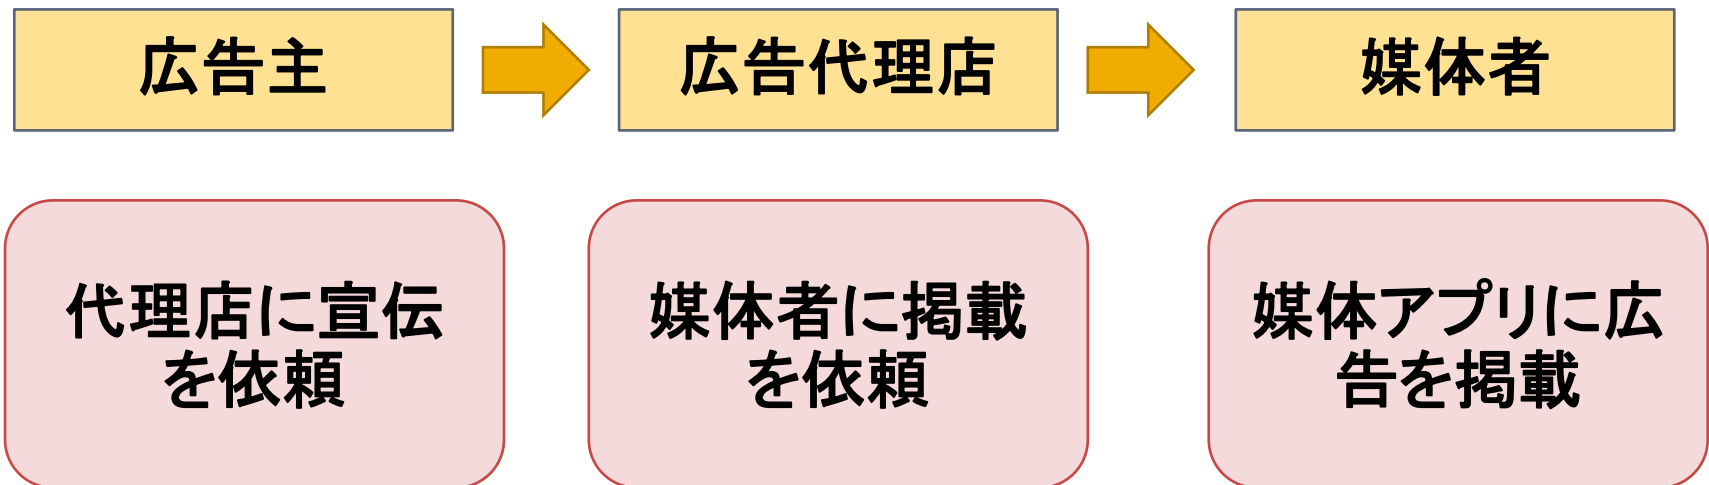 広告主
広告代理店
媒体者
代理店に宣伝
を依頼
媒体者に掲載
を依頼
媒体アプリに広
告を掲載